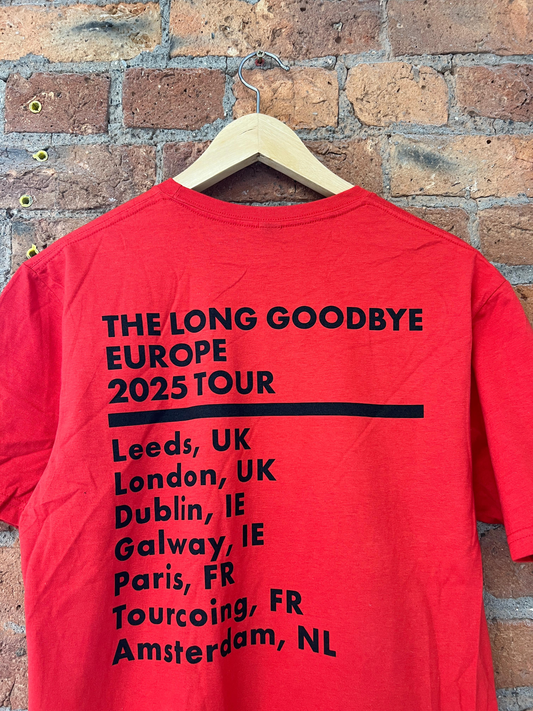 THE LONG GOODBYE
EUROPE
2025 TOUR
Leeds, UK
London, UK
Dublin, IE
Galway, IE
Paris, FR
Tourcoing, FR
Amsterdam, NL